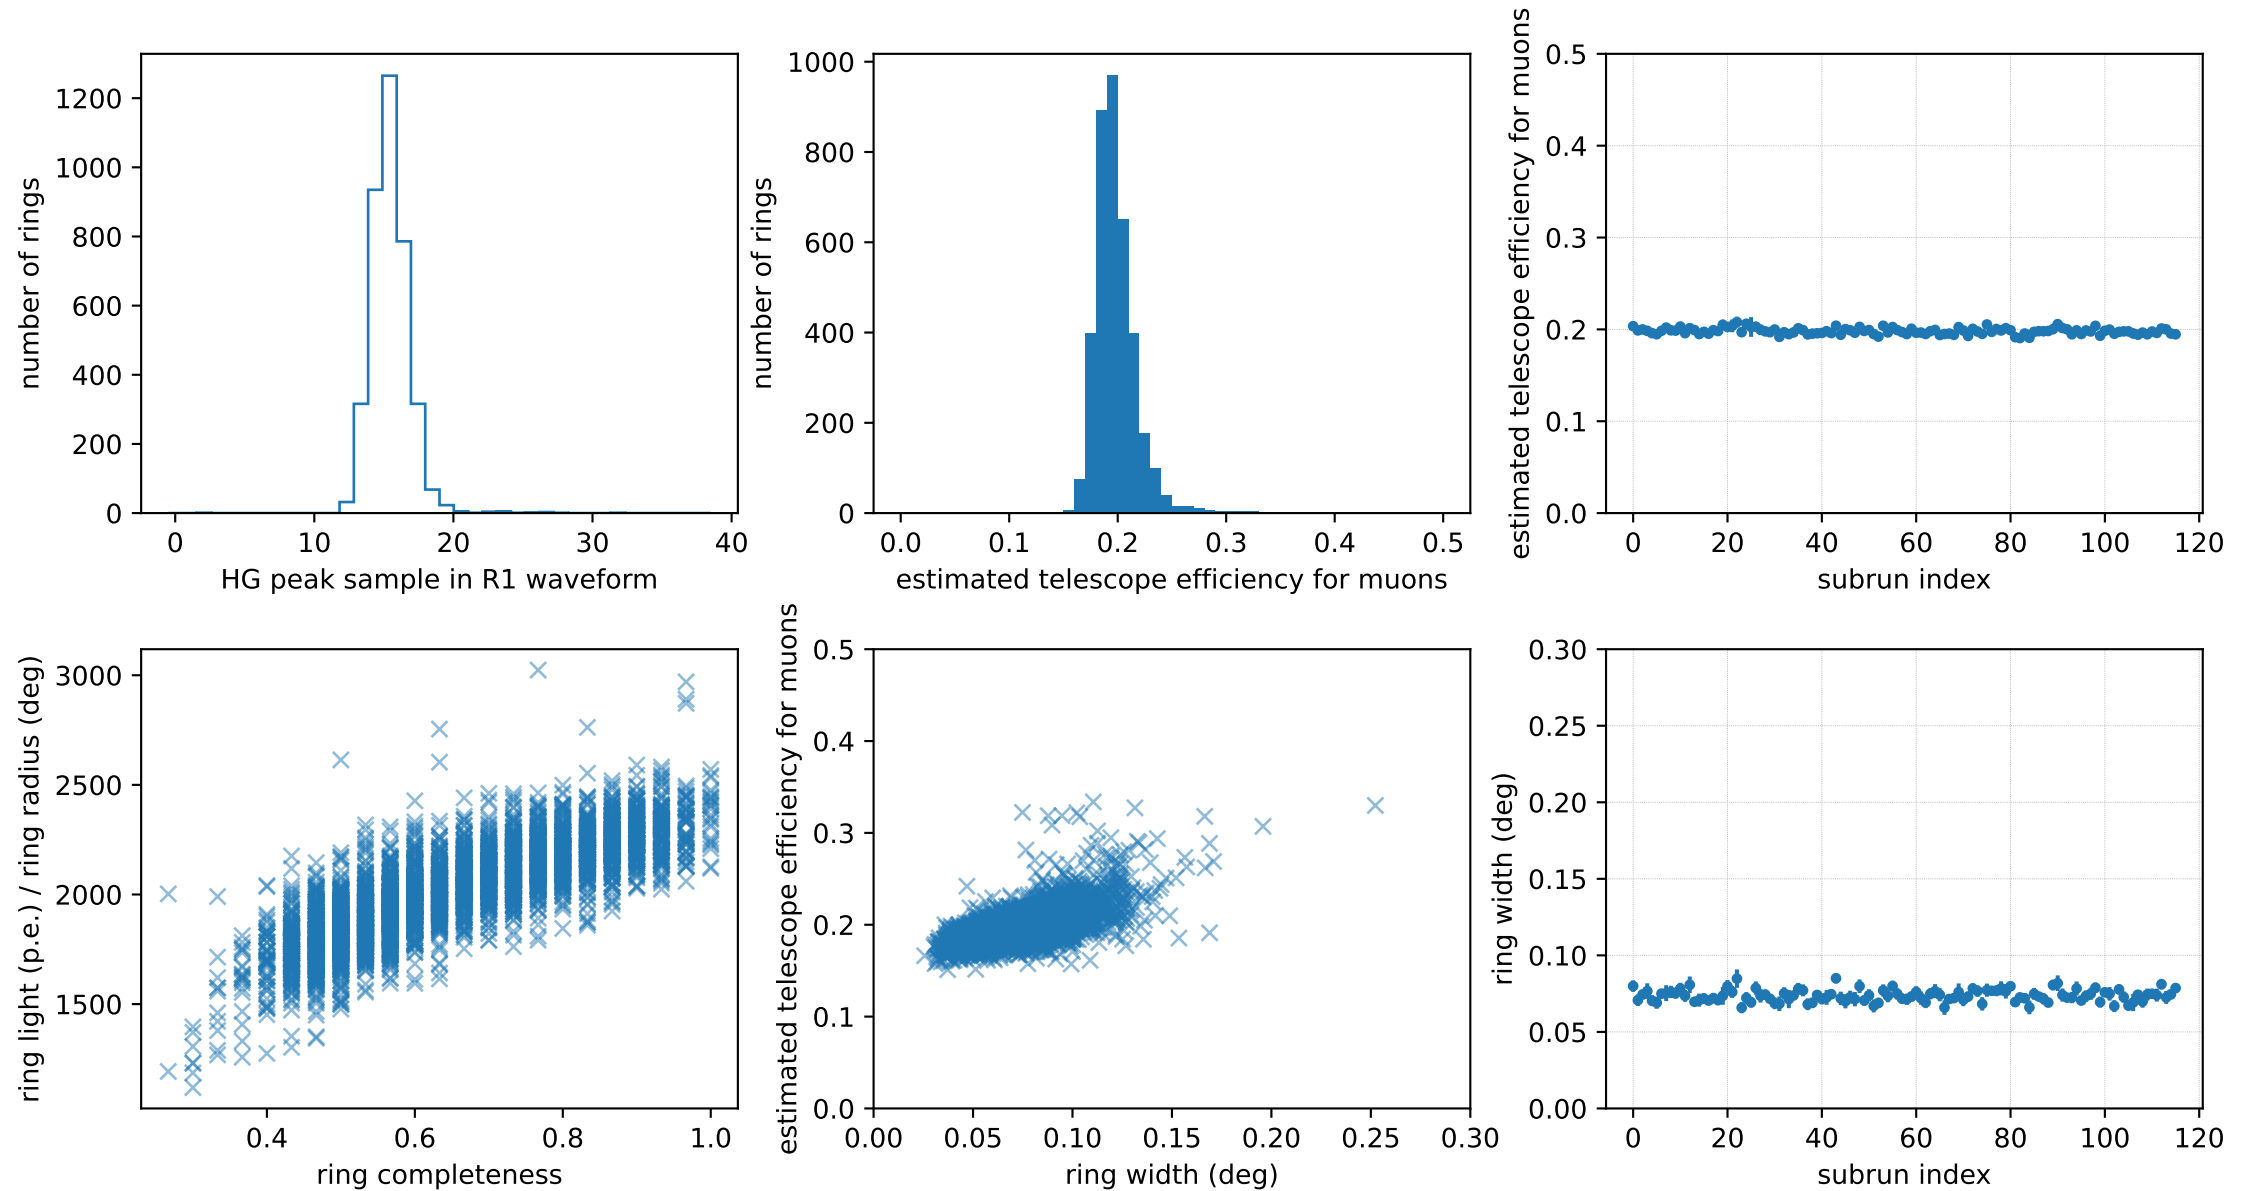 1200
1000
800
600
400
200
0
number of rings
0 10 20 30 40
HG peak sample in R1 waveform
1000
800
600
400
200
0
number of rings
0.0 0.1 0.2 0.3 0.4 0.5
estimated telescope efficiency for muons
0.5
0.4
0.3
0.2
0.1
0.0
estimated telescope efficiency for muons
0 20 40 60 80 100 120
subrun index
3000
2500
2000
1500
ring light (p.e.) / ring radius (deg)
0.4 0.6 0.8 1.0
ring completeness
0.5
0.4
0.3
0.2
0.1
0.0
estimated telescope efficiency for muons
0.00 0.05 0.10 0.15 0.20 0.25 0.30
ring width (deg)
0.30
0.25
0.20
0.15
0.10
0.05
0.00
ring width (deg)
0 20 40 60 80 100 120
subrun index